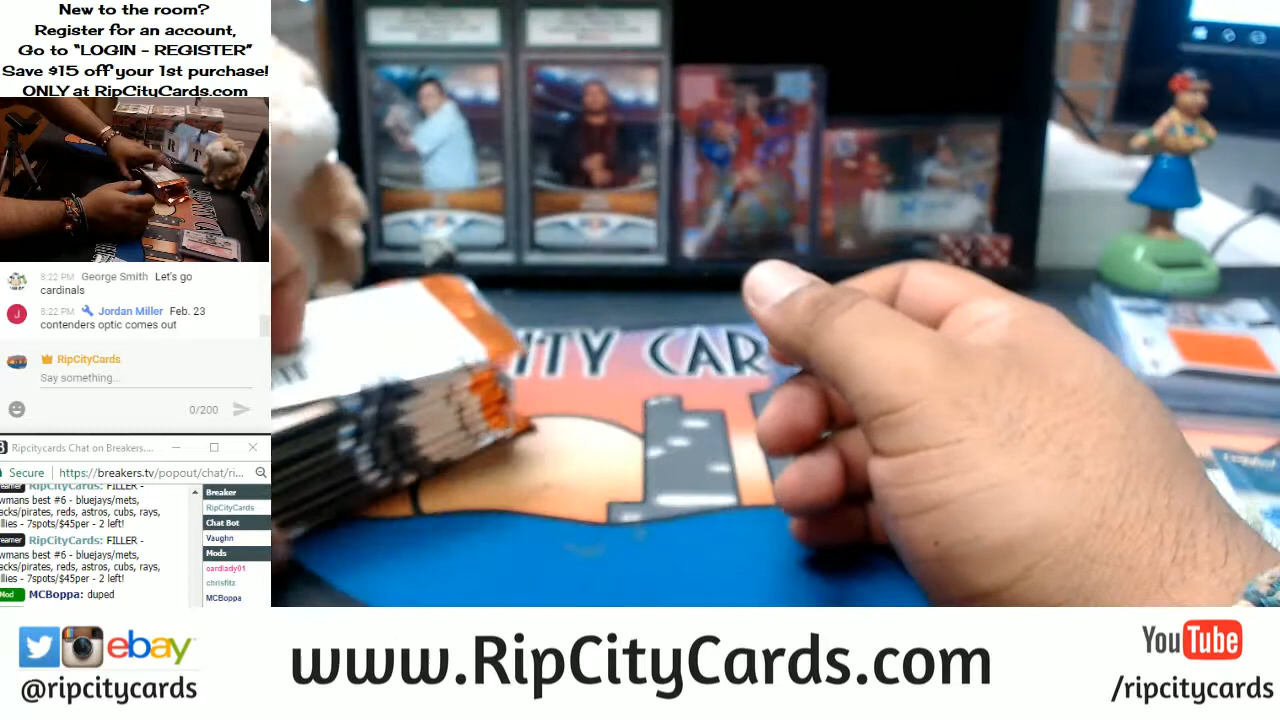 New to the room?
Register for an account,
Go to “LOGIN - REGISTER”
Save $15 off your 1st purchase!
ONLY at RipCityCards.com
8:22 PM George Smith Let's go
cardinals
8:22 PM Jordan Miller Feb. 23
contenders optic comes out
RipCityCards
Say something...
0/200
Ripcitycards Chat on Breakers....
Secure https://breakers.tv/popout/chat/ri...
RipCityCards: FILLER -
wmans best #6 - bluejays/mets,
acks/pirates, reds, astros, cubs, rays,
illies - 7spots/$45per - 2 left!
eamer RipCityCards: FILLER -
wmans best #6 - bluejays/mets,
acks/pirates, reds, astros, cubs, rays,
illies - 7spots/$45per - 2 left!
Mod MCBoppa: duped
Breaker
RipCityCards
Chat Bot
Vaughn
Mods
cardlady01
chrisfitz
MCBoppa
ITY CAR
ebay
@ripcitycards
www.RipCityCards.com
YouTube
/ripcitycards